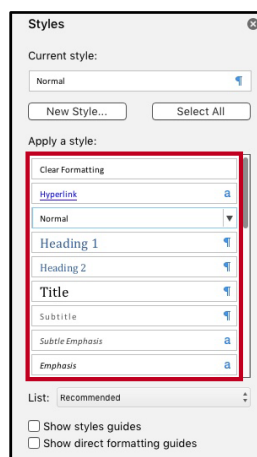 Styles
Current style:
Normal ¶
New Style... Select All
Apply a style:
Clear Formatting
Hyperlink a
Normal
Heading 1 ¶
Heading 2 ¶
Title ¶
Subtitle ¶
Subtle Emphasis a
Emphasis a
List: Recommended
Show styles guides
Show direct formatting guides